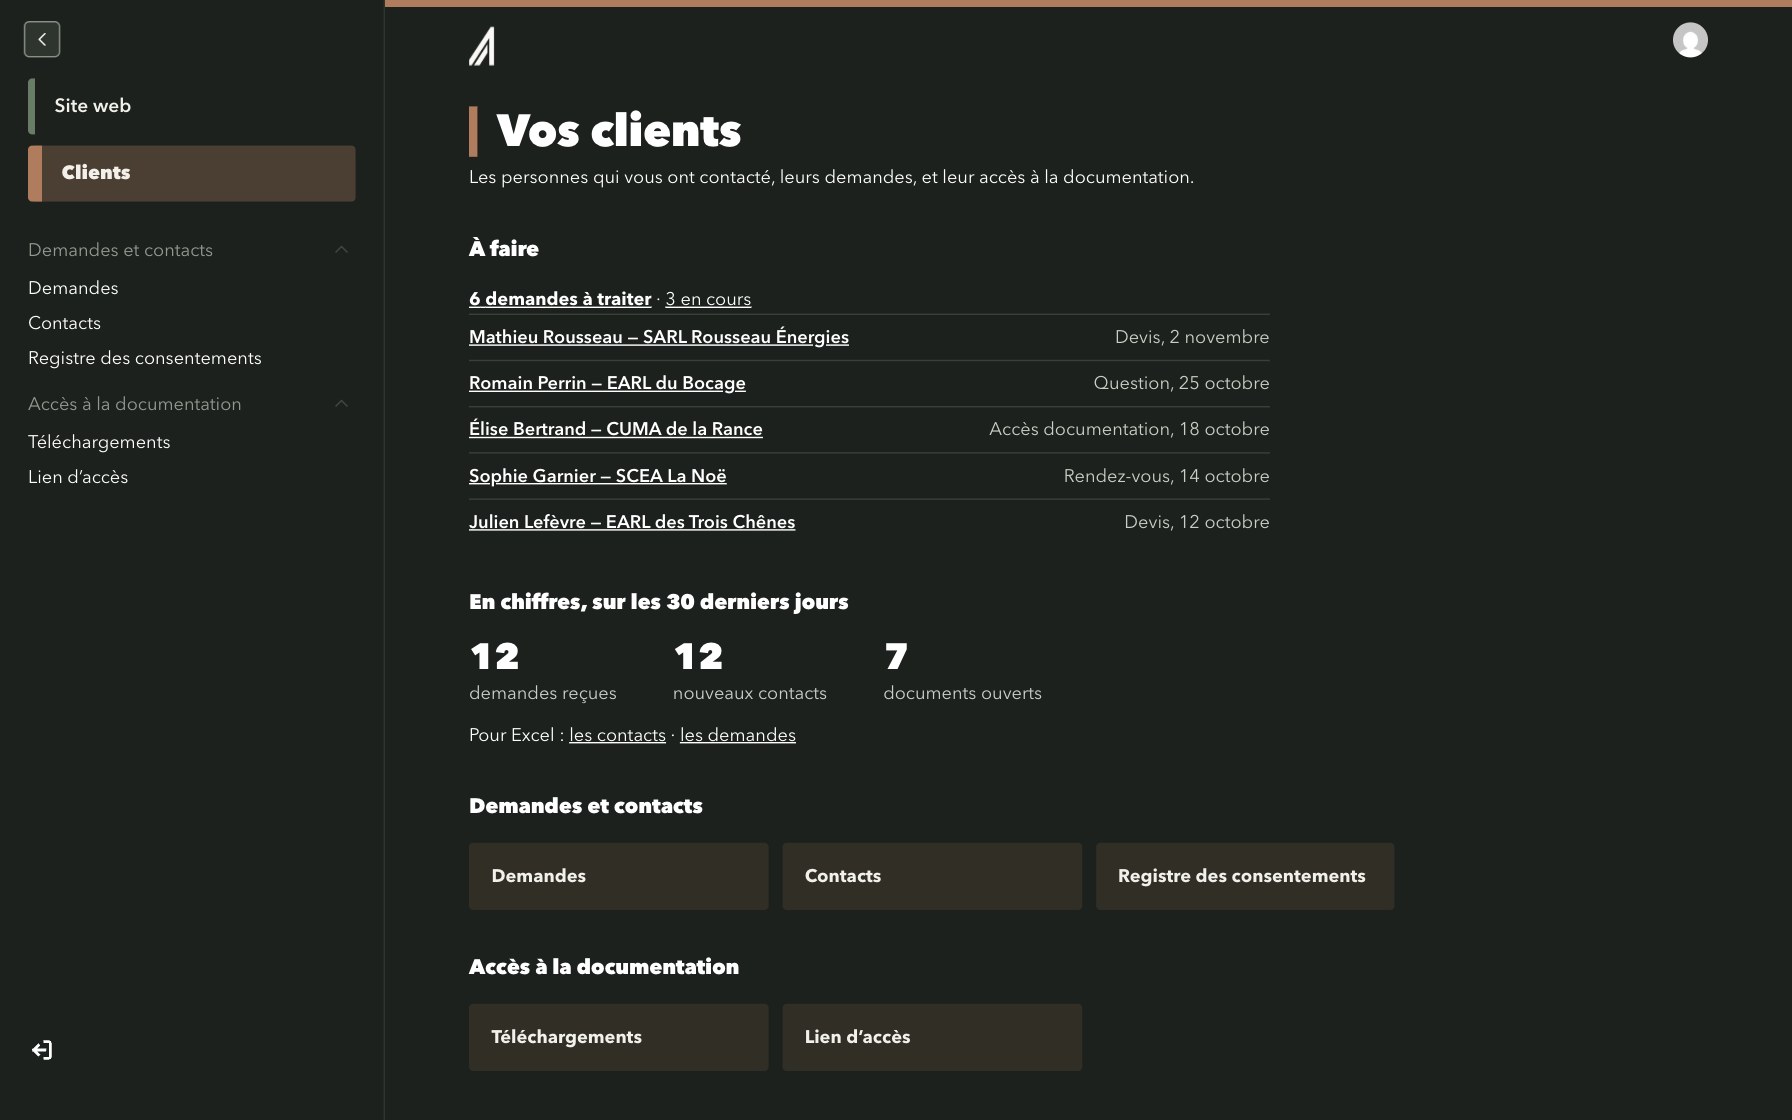 Site web
Clients
Demandes et contacts
Demandes
Contacts
Registre des consentements
Accès à la documentation
Téléchargements
Lien d’accès
Vos clients
Les personnes qui vous ont contacté, leurs demandes, et leur accès à la documentation.
À faire
6 demandes à traiter · 3 en cours
Mathieu Rousseau — SARL Rousseau Énergies Devis, 2 novembre
Romain Perrin — EARL du Bocage Question, 25 octobre
Élise Bertrand — CUMA de la Rance Accès documentation, 18 octobre
Sophie Garnier — SCEA La Noë Rendez-vous, 14 octobre
Julien Lefèvre — EARL des Trois Chênes Devis, 12 octobre
En chiffres, sur les 30 derniers jours
12 12 7
demandes reçues nouveaux contacts documents ouverts
Pour Excel : les contacts · les demandes
Demandes et contacts
Demandes Contacts Registre des consentements
Accès à la documentation
Téléchargements Lien d’accès